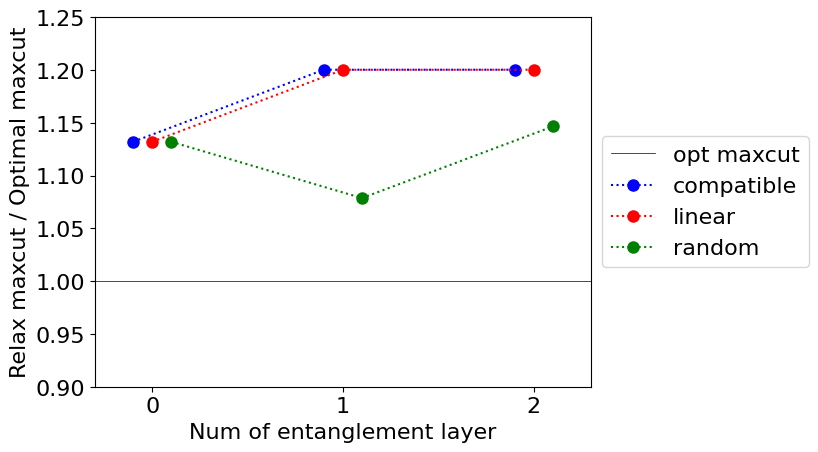 Relax maxcut / Optimal maxcut
1.25
1.20
1.15
1.10
1.05
1.00
0.95
0.90
0
1
2
Num of entanglement layer
opt maxcut
compatible
linear
random